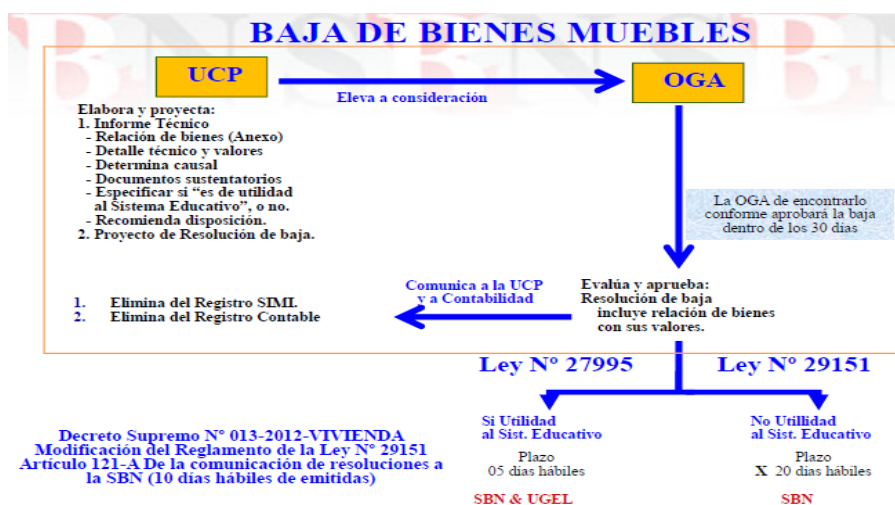 BAJA DE BIENES MUEBLES
UCP
OGA
Eleva a consideración
Elabora y proyecta:
1. Informe Técnico
- Relación de bienes (Anexo)
- Detalle técnico y valores
- Determina causal
- Documentos sustentatorios
- Especificar si “es de utilidad
al Sistema Educativo”, o no.
- Recomienda disposición.
2. Proyecto de Resolución de baja.
La OGA de encontrarlo
conforme aprobará la baja
dentro de los 30 días
Evalúa y aprueba:
Resolución de baja
incluye relación de bienes
con sus valores.
Comunica a la UCP
y a Contabilidad
1. Elimina del Registro SIMI.
2. Elimina del Registro Contable
Ley Nº 27995
Ley Nº 29151
Si Utilidad
al Sist. Educativo
Plazo
05 días hábiles
SBN & UGEL
No Utillidad
al Sist. Educativo
Plazo
X 20 días hábiles
SBN
Decreto Supremo Nº 013-2012-VIVIENDA
Modificación del Reglamento de la Ley Nº 29151
Artículo 121-A De la comunicación de resoluciones a
la SBN (10 días hábiles de emitidas)